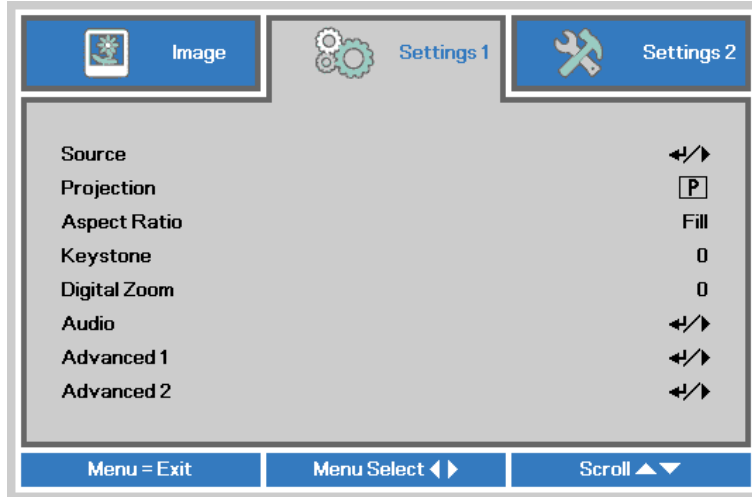 Image Settings 1 Settings 2
Source
Projection P
Aspect Ratio Fill
Keystone 0
Digital Zoom 0
Audio
Advanced 1
Advanced 2
Menu = Exit Menu Select Scroll